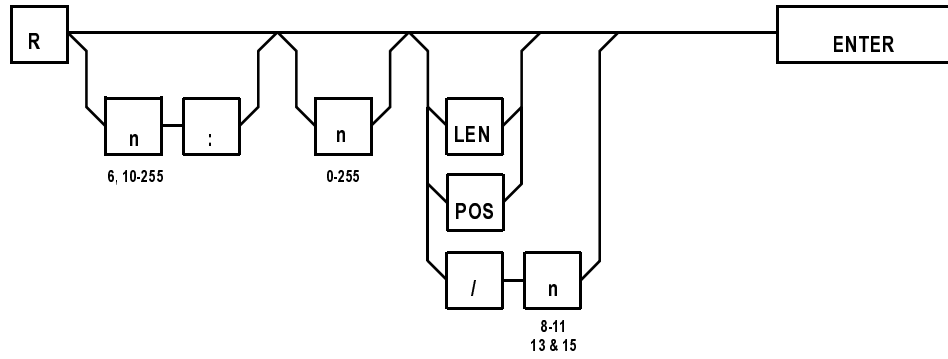 R
ENTER
n
:
6, 10-255
n
0-255
LEN
POS
/
n
8-11
13 & 15